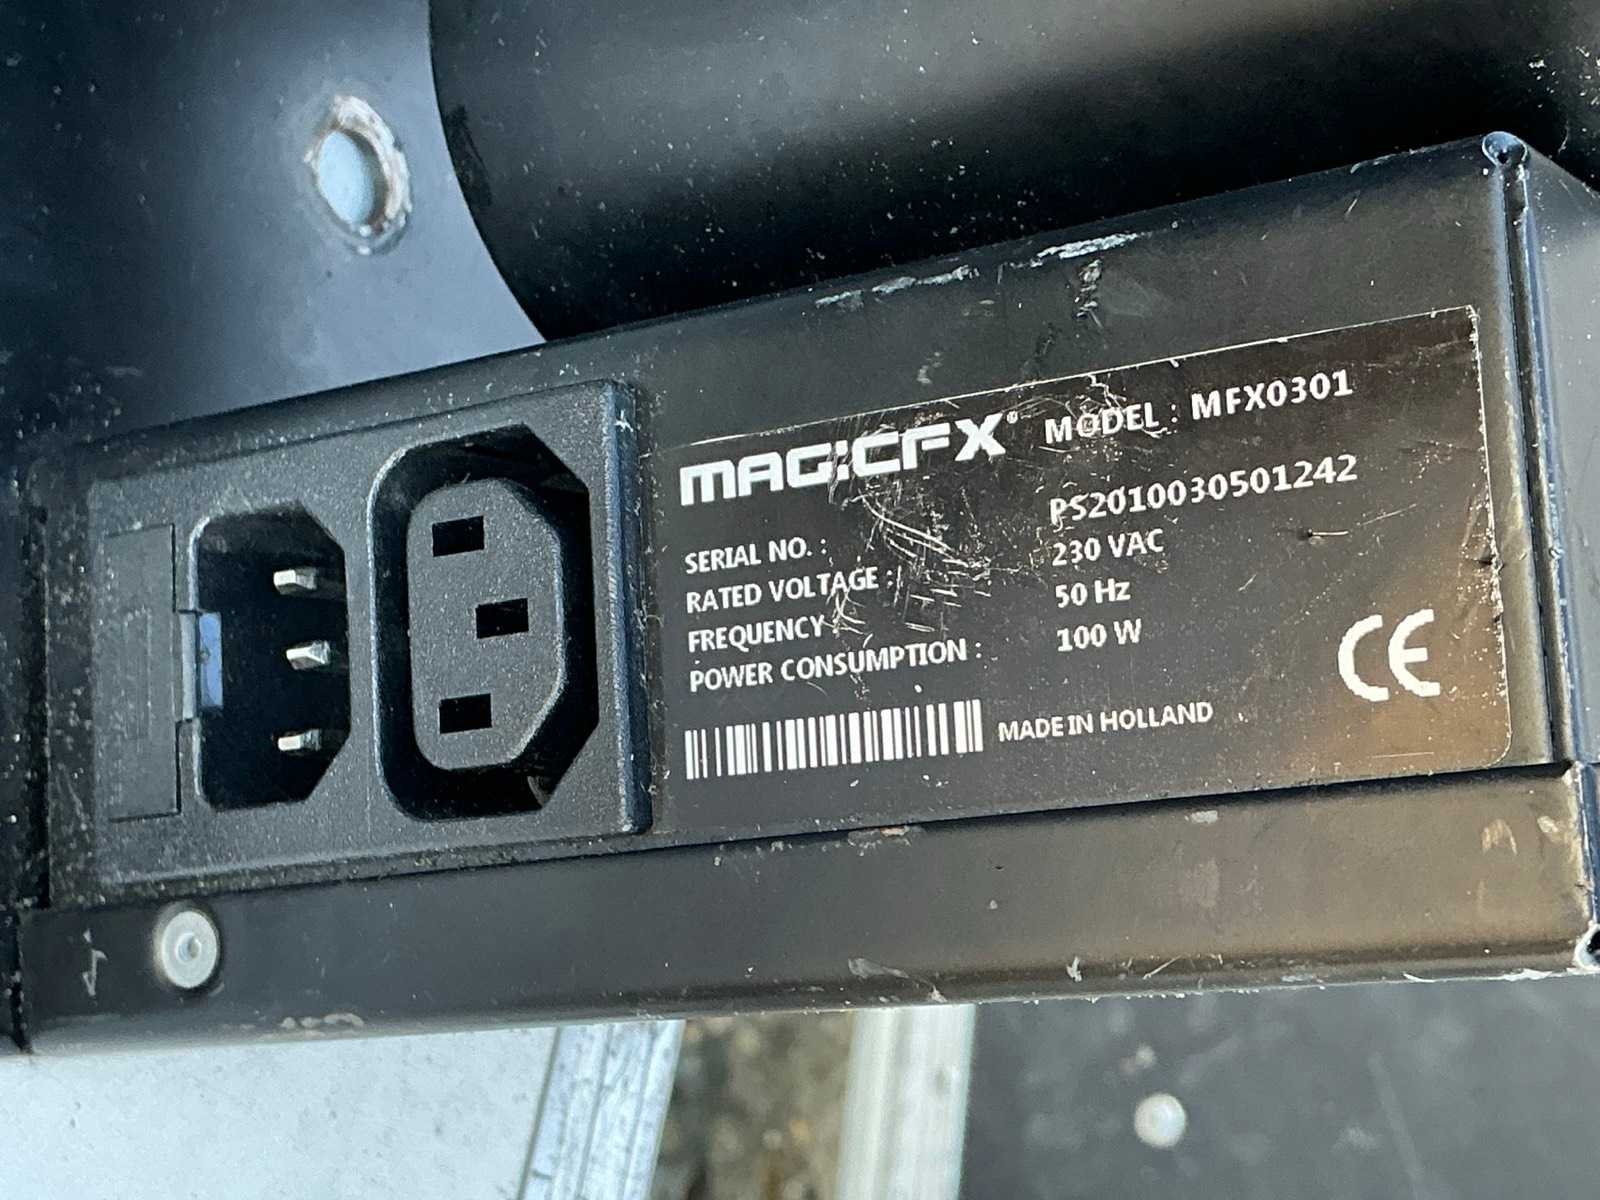 MAGICFX® MODEL : MFX0301
SERIAL NO. : PS2010030501242
RATED VOLTAGE : 230 VAC
FREQUENCY : 50 Hz
POWER CONSUMPTION : 100 W
MADE IN HOLLAND
CE